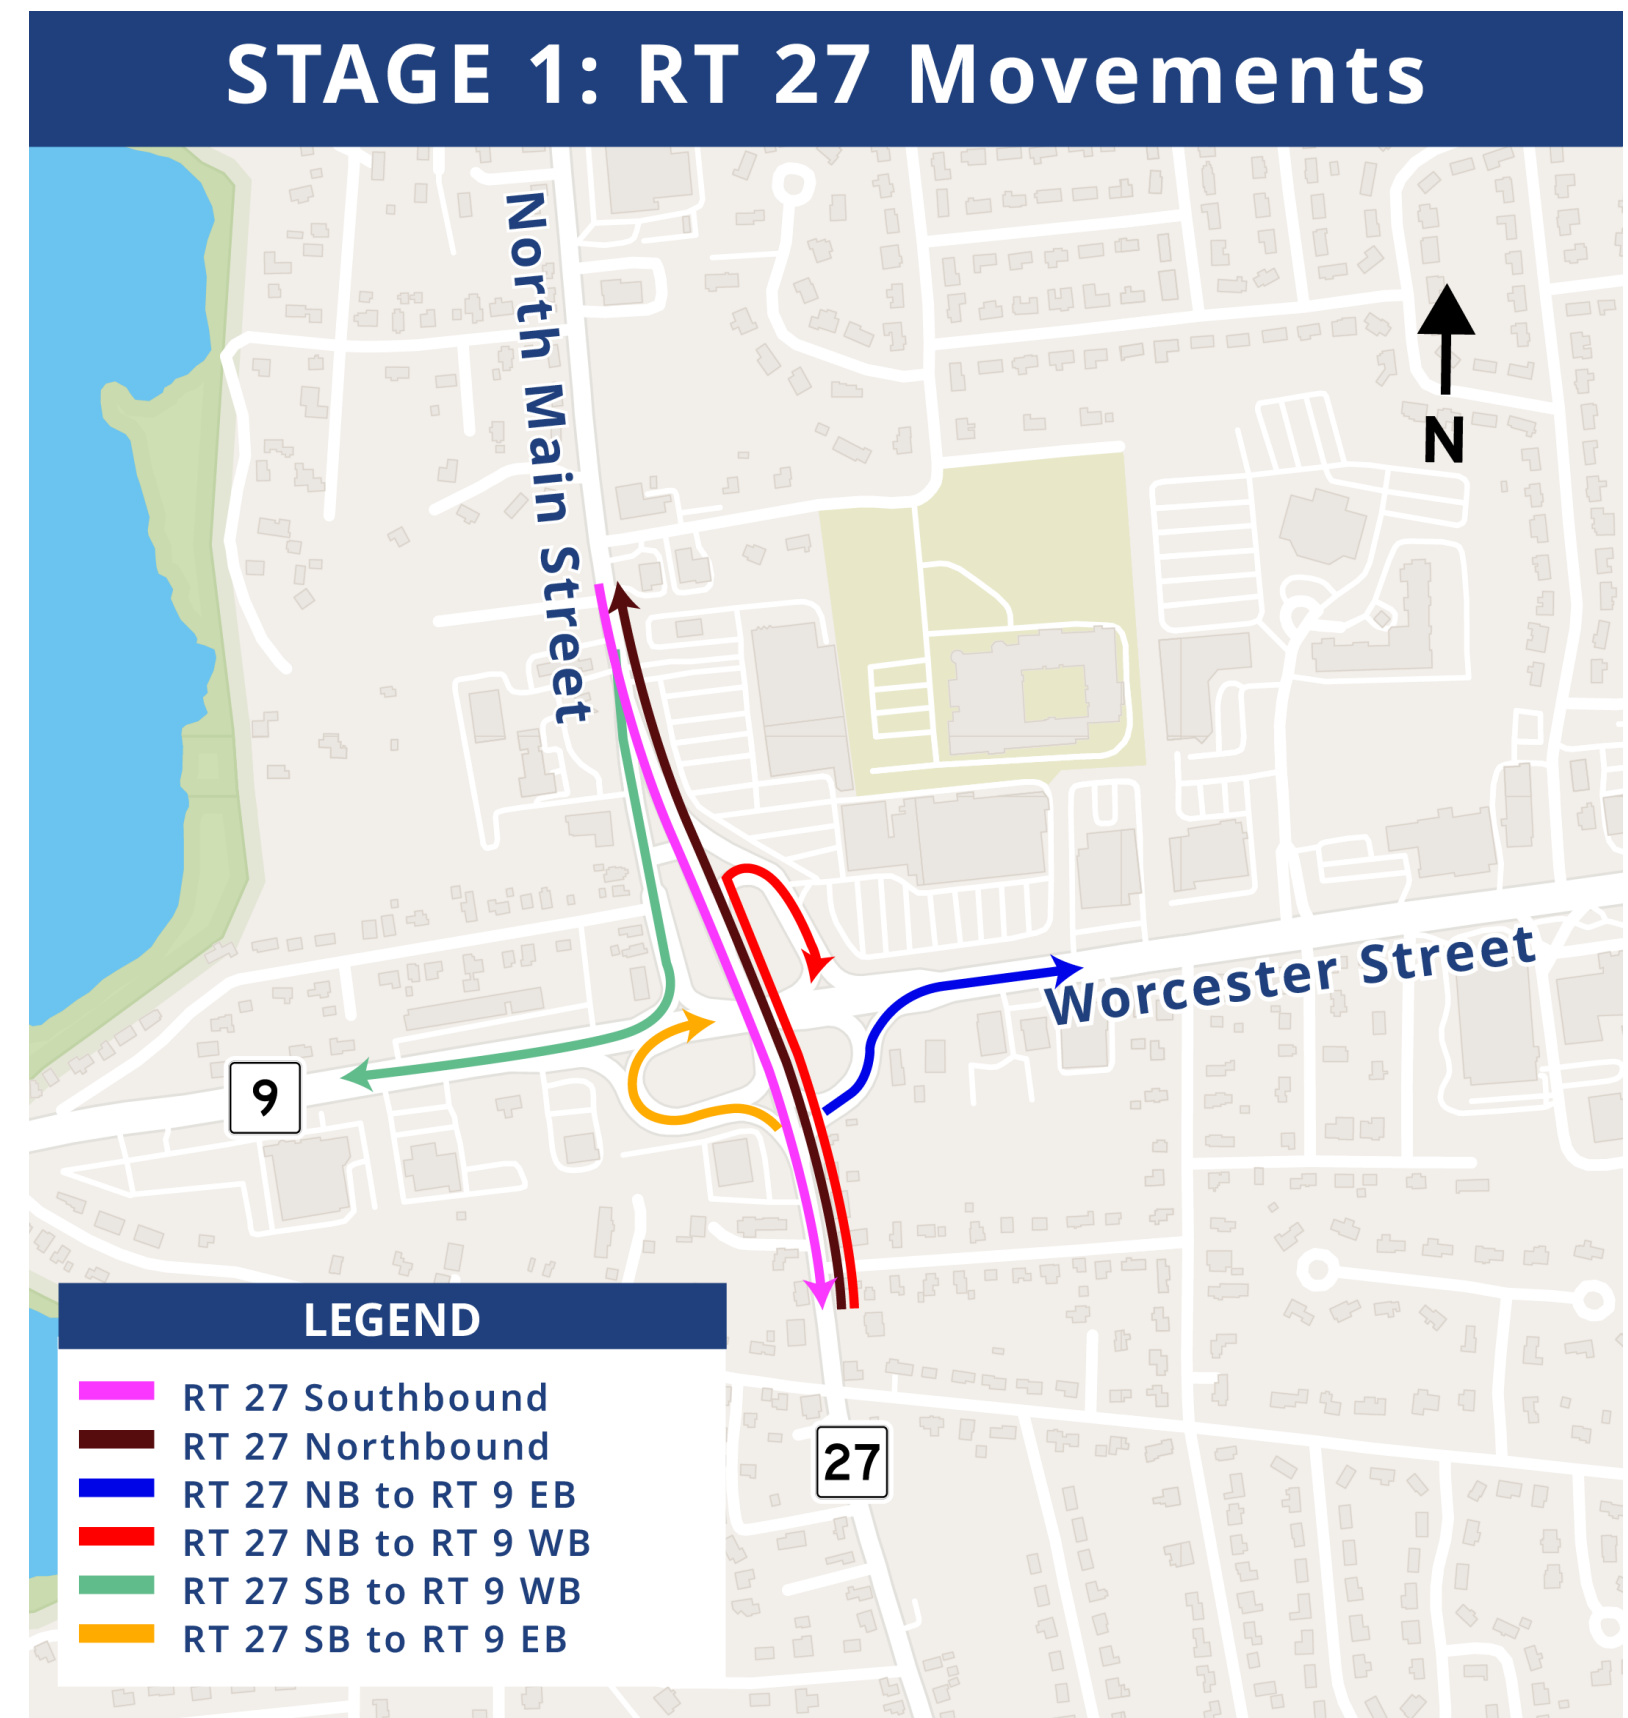 STAGE 1: RT 27 Movements
North Main Street
N
Worcester Street
9
27
LEGEND
RT 27 Southbound
RT 27 Northbound
RT 27 NB to RT 9 EB
RT 27 NB to RT 9 WB
RT 27 SB to RT 9 WB
RT 27 SB to RT 9 EB